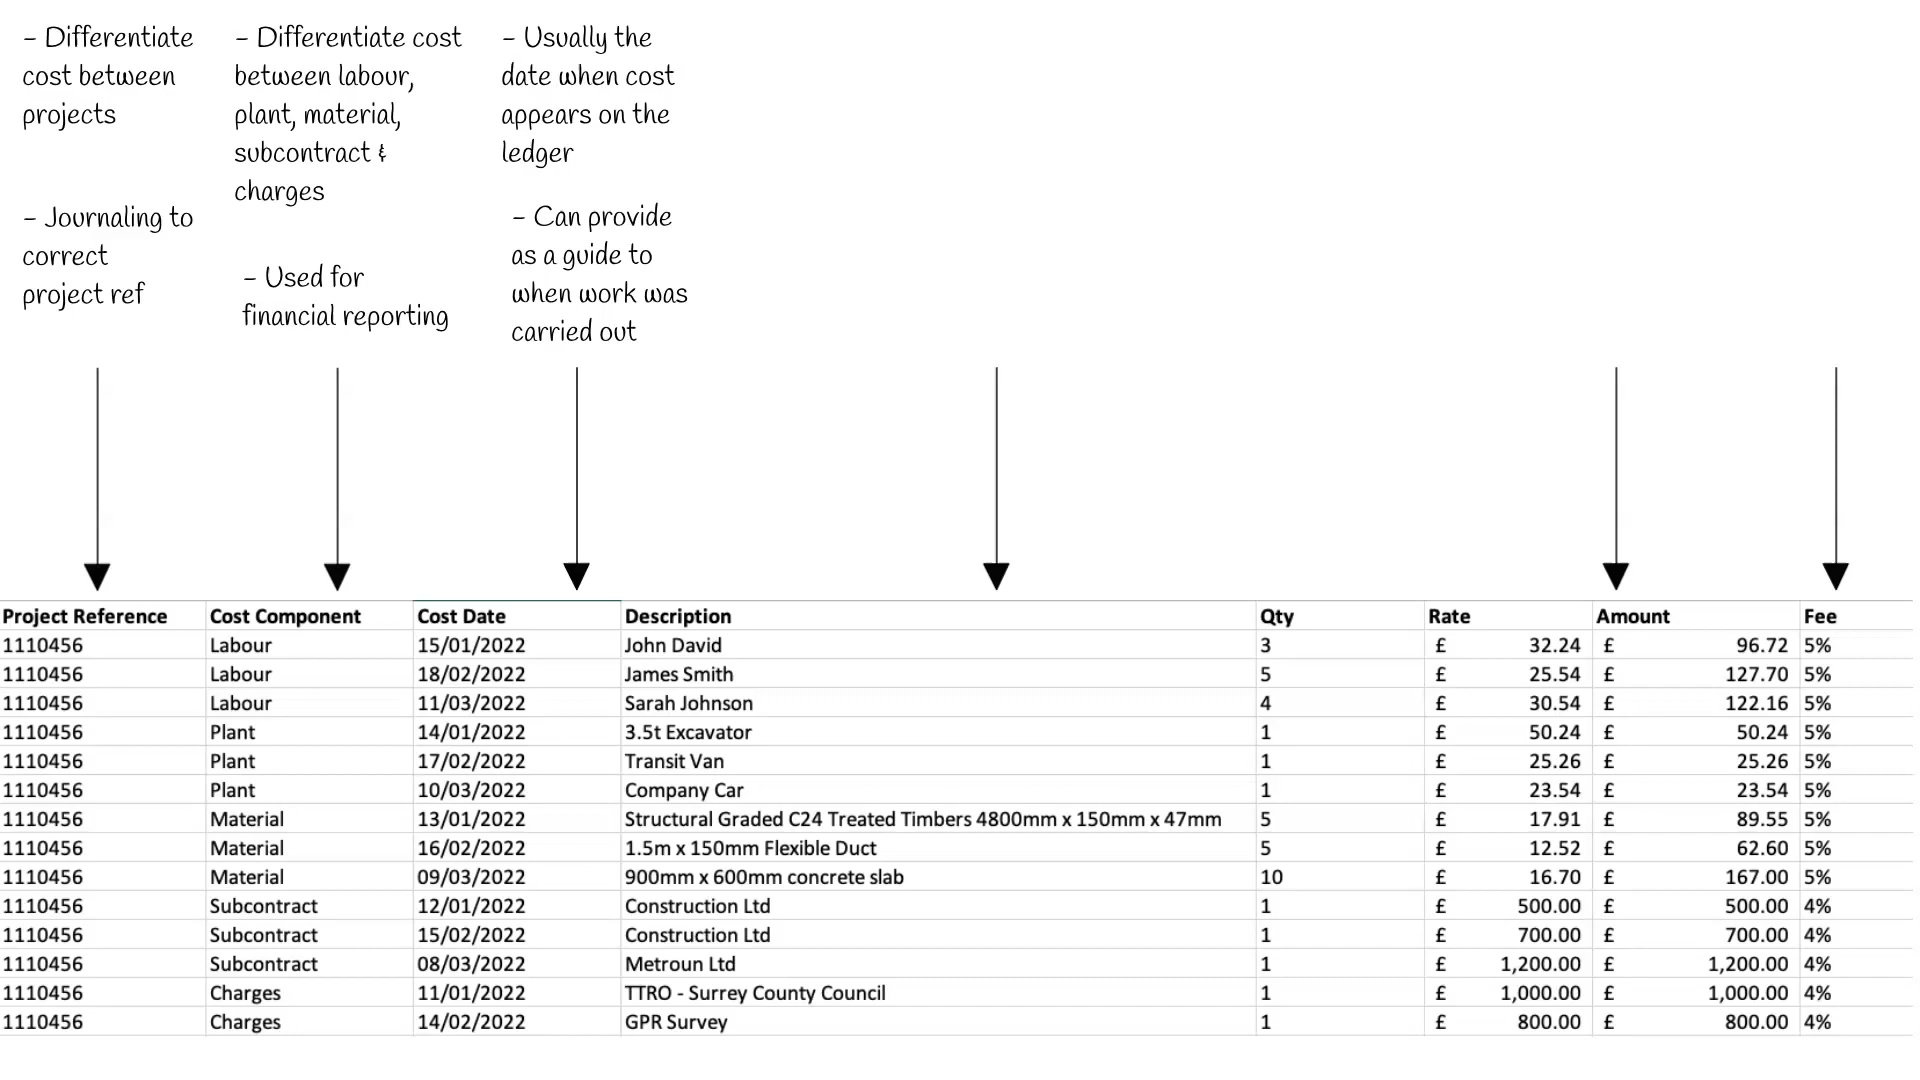 - Differentiate
cost between
projects
- Journaling to
correct
project ref
- Differentiate cost
between labour,
plant, material,
subcontract &
charges
- Used for
financial reporting
- Usually the
date when cost
appears on the
ledger
- Can provide
as a guide to
when work was
carried out
Project Reference Cost Component Cost Date Description Qty Rate Amount Fee
1110456 Labour 15/01/2022 John David 3 £ 32.24 £ 96.72 5%
1110456 Labour 18/02/2022 James Smith 5 £ 25.54 £ 127.70 5%
1110456 Labour 11/03/2022 Sarah Johnson 4 £ 30.54 £ 122.16 5%
1110456 Plant 14/01/2022 3.5t Excavator 1 £ 50.24 £ 50.24 5%
1110456 Plant 17/02/2022 Transit Van 1 £ 25.26 £ 25.26 5%
1110456 Plant 10/03/2022 Company Car 1 £ 23.54 £ 23.54 5%
1110456 Material 13/01/2022 Structural Graded C24 Treated Timbers 4800mm x 150mm x 47mm 5 £ 17.91 £ 89.55 5%
1110456 Material 16/02/2022 1.5m x 150mm Flexible Duct 5 £ 12.52 £ 62.60 5%
1110456 Material 09/03/2022 900mm x 600mm concrete slab 10 £ 16.70 £ 167.00 5%
1110456 Subcontract 12/01/2022 Construction Ltd 1 £ 500.00 £ 500.00 4%
1110456 Subcontract 15/02/2022 Construction Ltd 1 £ 700.00 £ 700.00 4%
1110456 Subcontract 08/03/2022 Metroun Ltd 1 £ 1,200.00 £ 1,200.00 4%
1110456 Charges 11/01/2022 TTRO - Surrey County Council 1 £ 1,000.00 £ 1,000.00 4%
1110456 Charges 14/02/2022 GPR Survey 1 £ 800.00 £ 800.00 4%